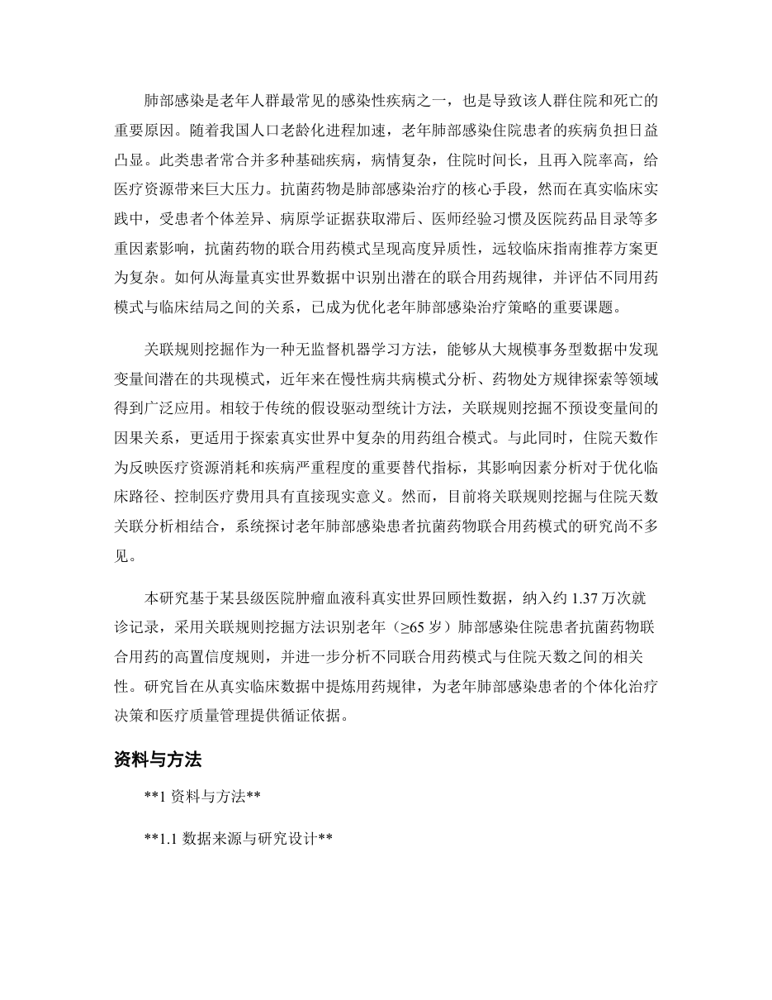 肺部感染是老年人群最常见的感染性疾病之一，也是导致该人群住院和死亡的
重要原因。随着我国人口老龄化进程加速，老年肺部感染住院患者的疾病负担日益
凸显。此类患者常合并多种基础疾病，病情复杂，住院时间长，且再入院率高，给
医疗资源带来巨大压力。抗菌药物是肺部感染治疗的核心手段，然而在真实临床实
践中，受患者个体差异、病原学证据获取滞后、医师经验习惯及医院药品目录等多
重因素影响，抗菌药物的联合用药模式呈现高度异质性，远较临床指南推荐方案更
为复杂。如何从海量真实世界数据中识别出潜在的联合用药规律，并评估不同用药
模式与临床结局之间的关系，已成为优化老年肺部感染治疗策略的重要课题。
关联规则挖掘作为一种无监督机器学习方法，能够从大规模事务型数据中发现
变量间潜在的共现模式，近年来在慢性病共病模式分析、药物处方规律探索等领域
得到广泛应用。相较于传统的假设驱动型统计方法，关联规则挖掘不预设变量间的
因果关系，更适用于探索真实世界中复杂的用药组合模式。与此同时，住院天数作
为反映医疗资源消耗和疾病严重程度的重要替代指标，其影响因素分析对于优化临
床路径、控制医疗费用具有直接现实意义。然而，目前将关联规则挖掘与住院天数
关联分析相结合，系统探讨老年肺部感染患者抗菌药物联合用药模式的研究尚不多
见。
本研究基于某县级医院肿瘤血液科真实世界回顾性数据，纳入约 1.37 万次就
诊记录，采用关联规则挖掘方法识别老年（≥65 岁）肺部感染住院患者抗菌药物联
合用药的高置信度规则，并进一步分析不同联合用药模式与住院天数之间的相关
性。研究旨在从真实临床数据中提炼用药规律，为老年肺部感染患者的个体化治疗
决策和医疗质量管理提供循证依据。
资料与方法
**1 资料与方法**
**1.1 数据来源与研究设计**